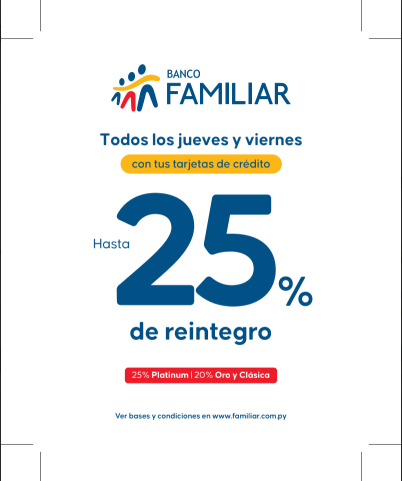 BANCO
FAMILIAR
Todos los jueves y viernes
con tus tarjetas de crédito
Hasta
25%
de reintegro
25% Platinum | 20% Oro y Clásica
Ver bases y condiciones en www.familiar.com.py